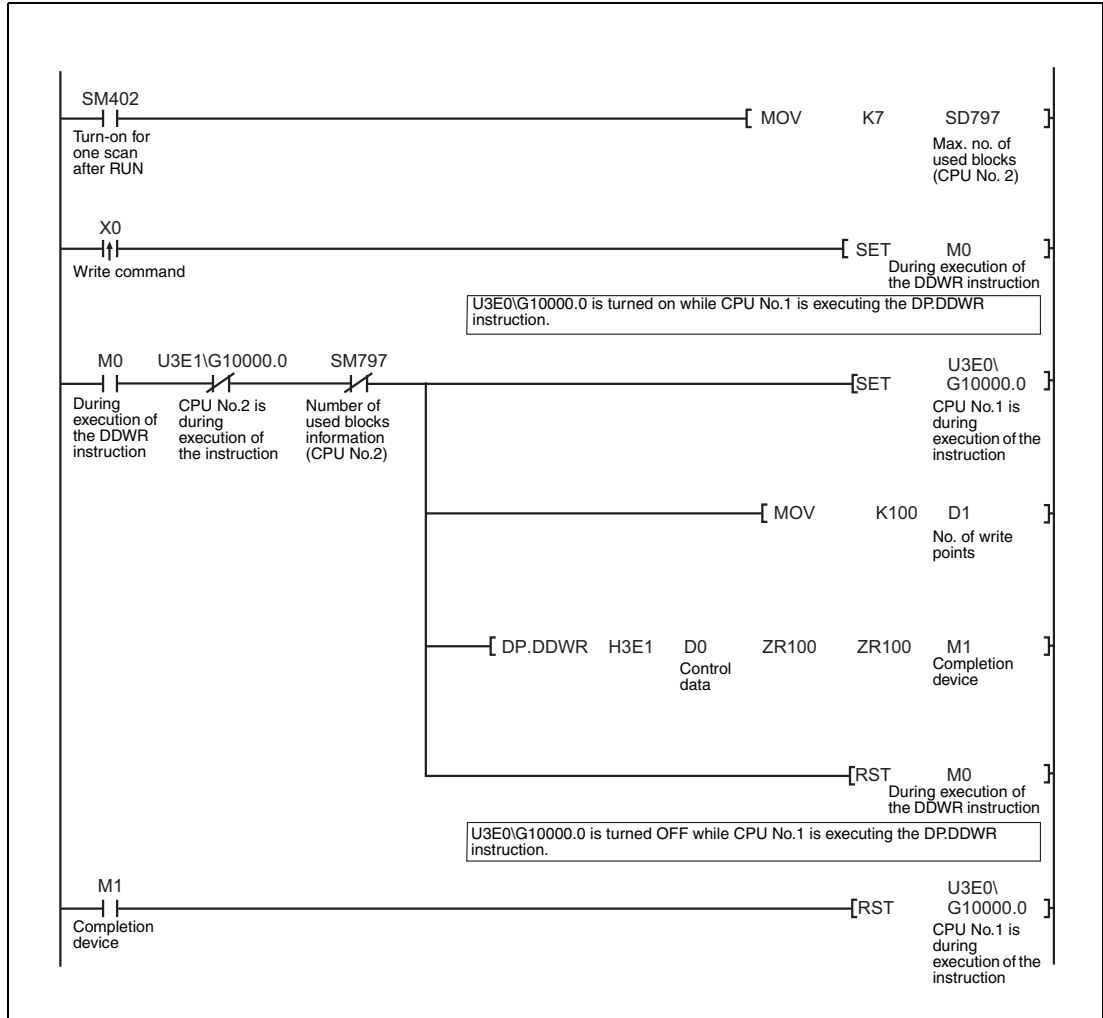 SM402
[ MOV K7 SD797 ]
Turn-on for
one scan
after RUN
Max. no. of
used blocks
(CPU No. 2)
X0
[ SET M0 ]
Write command
During execution of
the DDWR instruction
U3E0\G10000.0 is turned on while CPU No.1 is executing the DP.DDWR
instruction.
M0 U3E1\G10000.0 SM797
U3E0\
[SET G10000.0 ]
During
execution of
the DDWR
instruction
CPU No.2 is
during
execution of
the instruction
Number of
used blocks
information
(CPU No.2)
CPU No.1 is
during
execution of the
instruction
[ MOV K100 D1 ]
No. of write
points
[ DP.DDWR H3E1 D0 ZR100 ZR100 M1 ]
Control
data
Completion
device
[RST M0 ]
During execution of
the DDWR instruction
U3E0\G10000.0 is turned OFF while CPU No.1 is executing the DP.DDWR
instruction.
M1
U3E0\
[RST G10000.0 ]
Completion
device
CPU No.1 is
during
execution of the
instruction